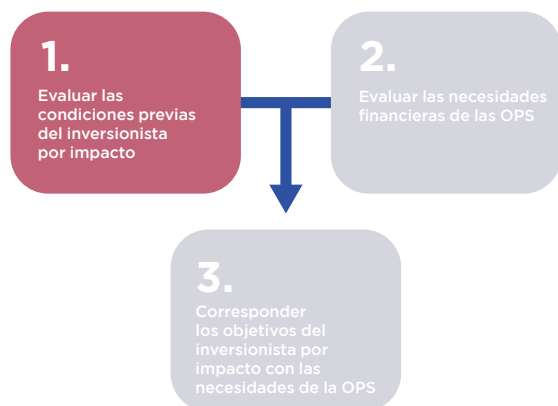 1.
Evaluar las
condiciones previas
del inversionista
por impacto
2.
Evaluar las necesidades
financieras de las OPS
3.
Corresponder
los objetivos del
inversionista por
impacto con las
necesidades de la OPS